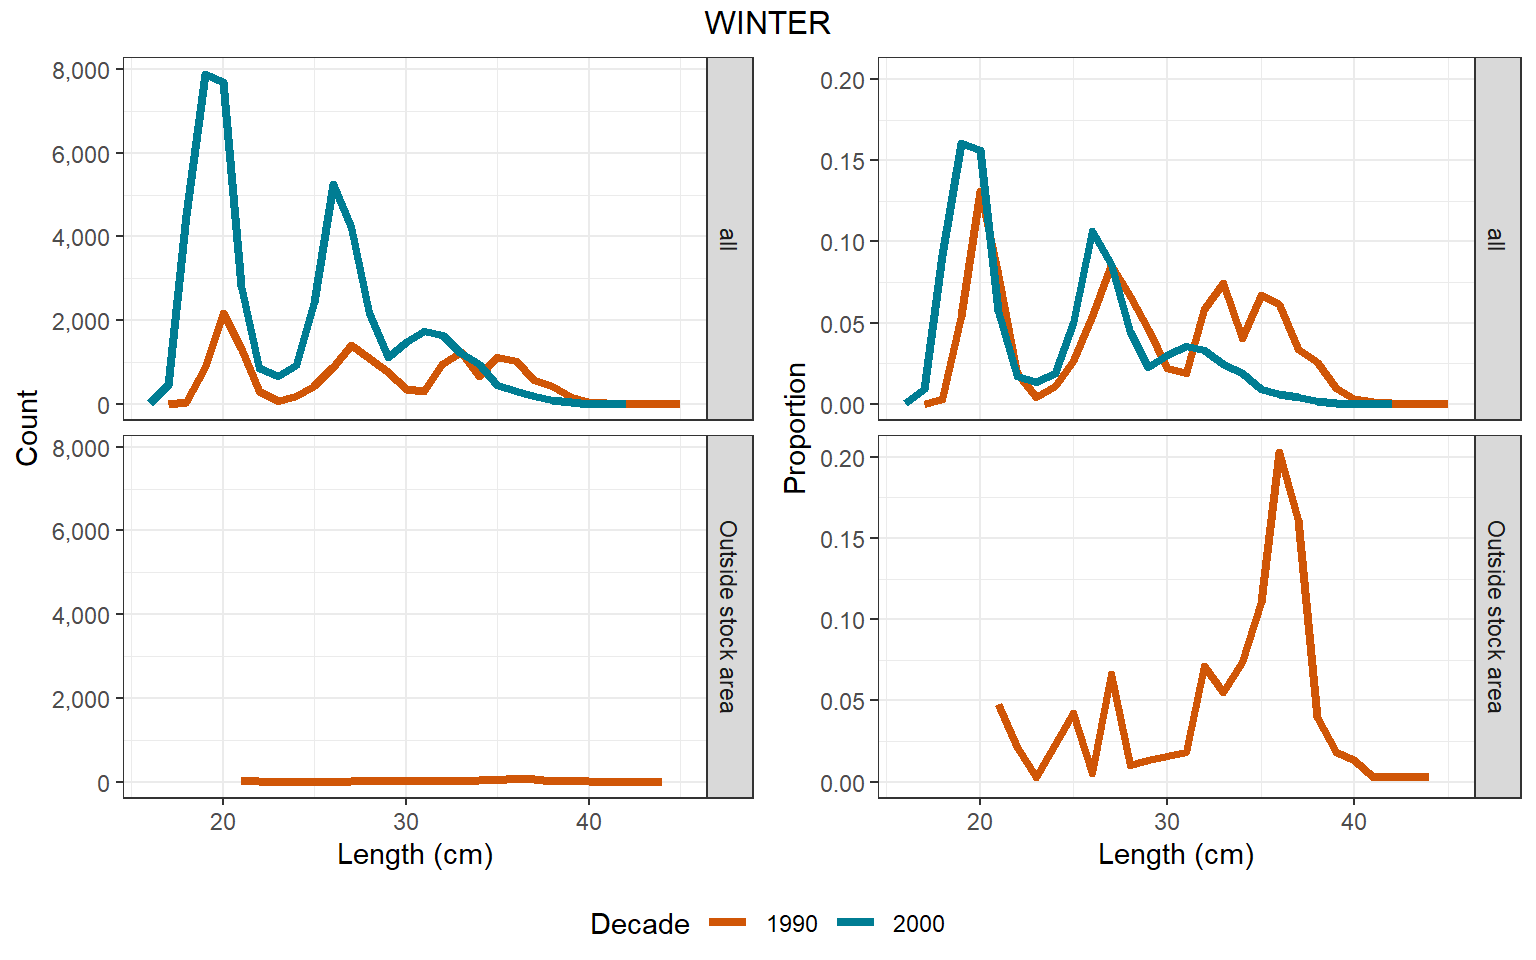 WINTER
8,000
6,000
4,000
2,000
0
all
8,000
6,000
4,000
2,000
0
Outside stock area
Count
20 30 40
Length (cm)
0.20
0.15
0.10
0.05
0.00
all
0.20
0.15
0.10
0.05
0.00
Outside stock area
Proportion
20 30 40
Length (cm)
Decade 1990 2000